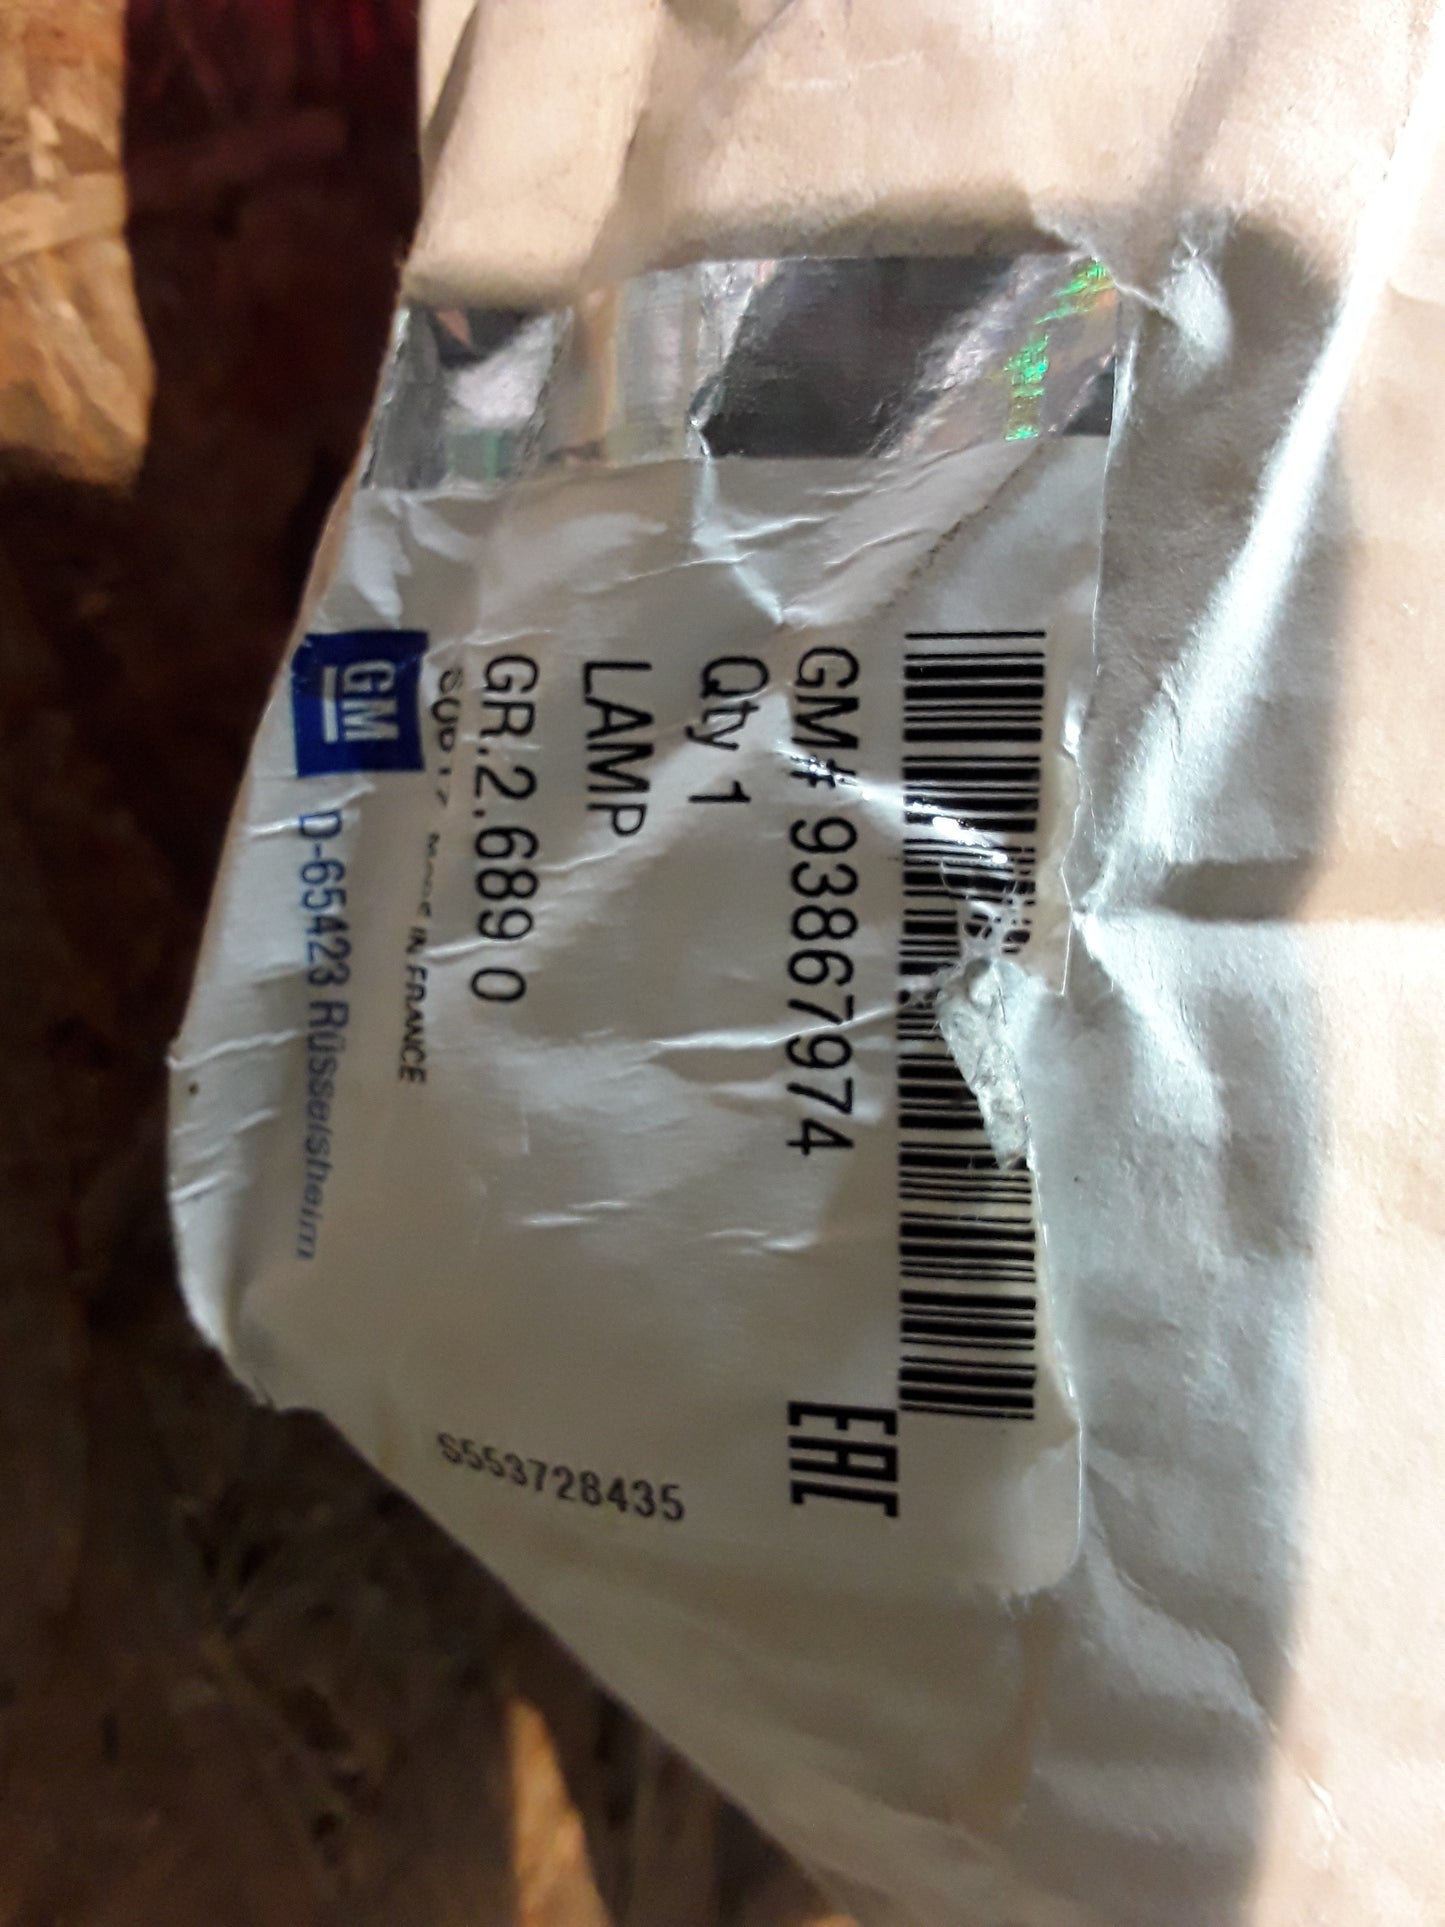 GM# 93867974
Qty 1
LAMP
GR.2.689 0
MADE IN FRANCE
GM
D-65423 Rüsselsheim
EAC
S553728435